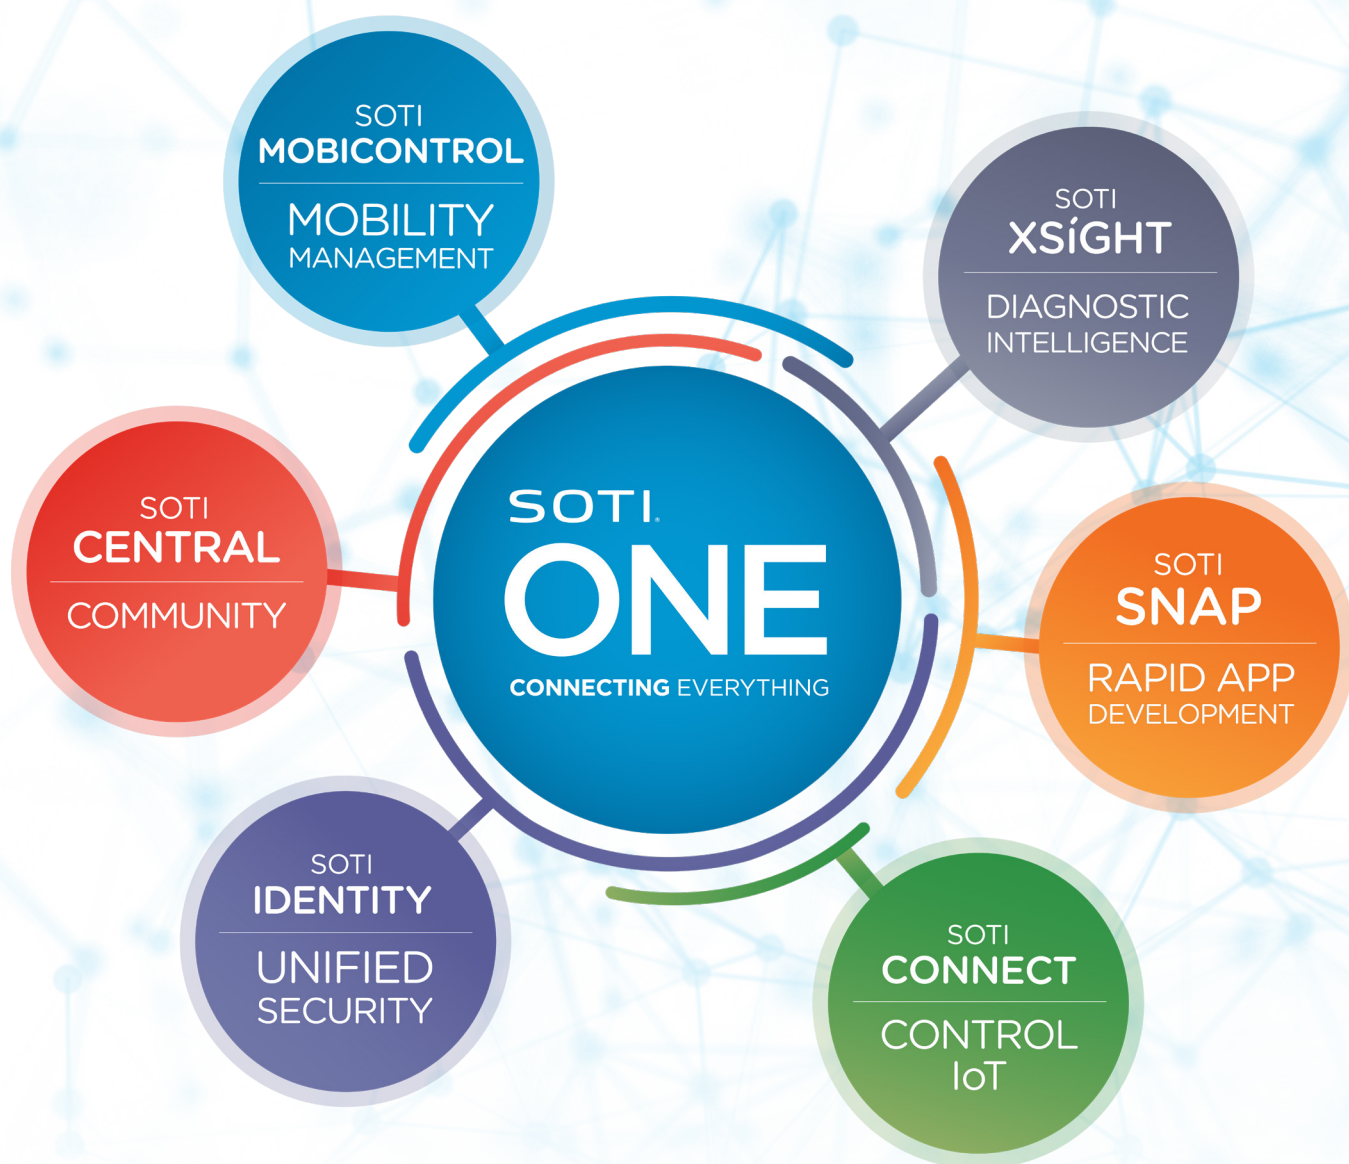 SOTI
MOBICONTROL
MOBILITY
MANAGEMENT
SOTI
XSíGHT
DIAGNOSTIC
INTELLIGENCE
SOTI
CENTRAL
COMMUNITY
SOTI.
ONE
CONNECTING EVERYTHING
SOTI
SNAP
RAPID APP
DEVELOPMENT
SOTI
IDENTITY
UNIFIED
SECURITY
SOTI
CONNECT
CONTROL
IoT